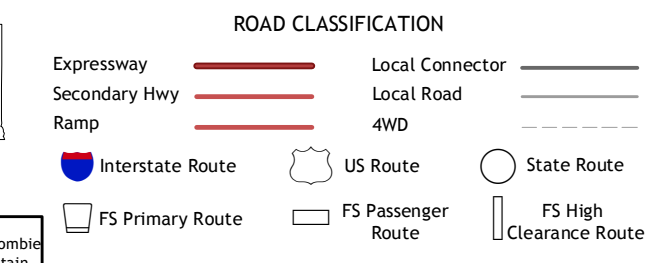 ROAD CLASSIFICATION
Expressway
Local Connector
Secondary Hwy
Local Road
Ramp
4WD
Interstate Route
US Route
State Route
FS Primary Route
FS Passenger
Route
FS High
Clearance Route